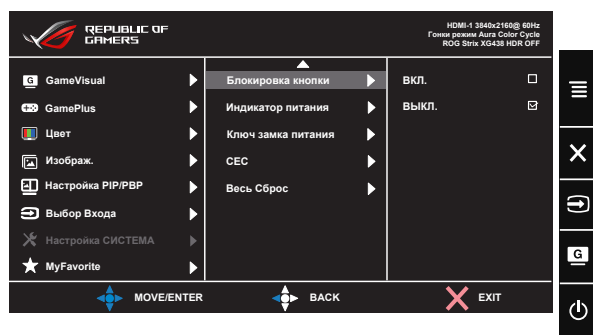 REPUBLIC OF
GAMERS
HDMI-1 3840x2160@ 60Hz
Гонки режим Aura Color Cycle
ROG Strix XG438 HDR OFF
G GameVisual
GamePlus
Цвет
Изображ.
Настройка PIP/PBP
Выбор Входа
Настройка СИСТЕМА
MyFavorite
Блокировка кнопки
Индикатор питания
Ключ замка питания
CEC
Весь Сброс
ВКЛ.
ВЫКЛ.
G
MOVE/ENTER
BACK
EXIT